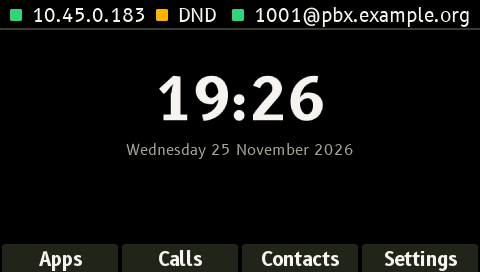 10.45.0.183 DND 1001@pbx.example.org
19:26
Wednesday 25 November 2026
Apps Calls Contacts Settings